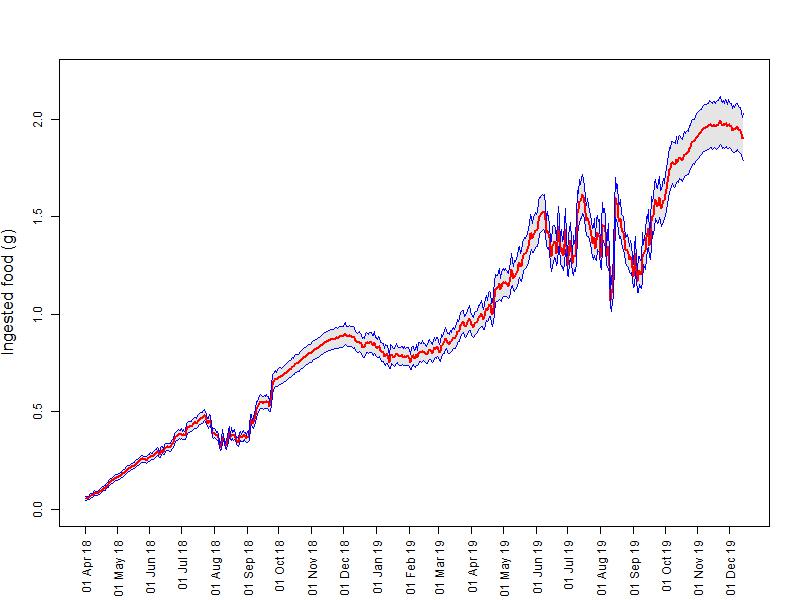 Ingested food (g)
2.0
1.5
1.0
0.5
0.0
01 Apr 18
01 May 18
01 Jun 18
01 Jul 18
01 Aug 18
01 Sep 18
01 Oct 18
01 Nov 18
01 Dec 18
01 Jan 19
01 Feb 19
01 Mar 19
01 Apr 19
01 May 19
01 Jun 19
01 Jul 19
01 Aug 19
01 Sep 19
01 Oct 19
01 Nov 19
01 Dec 19